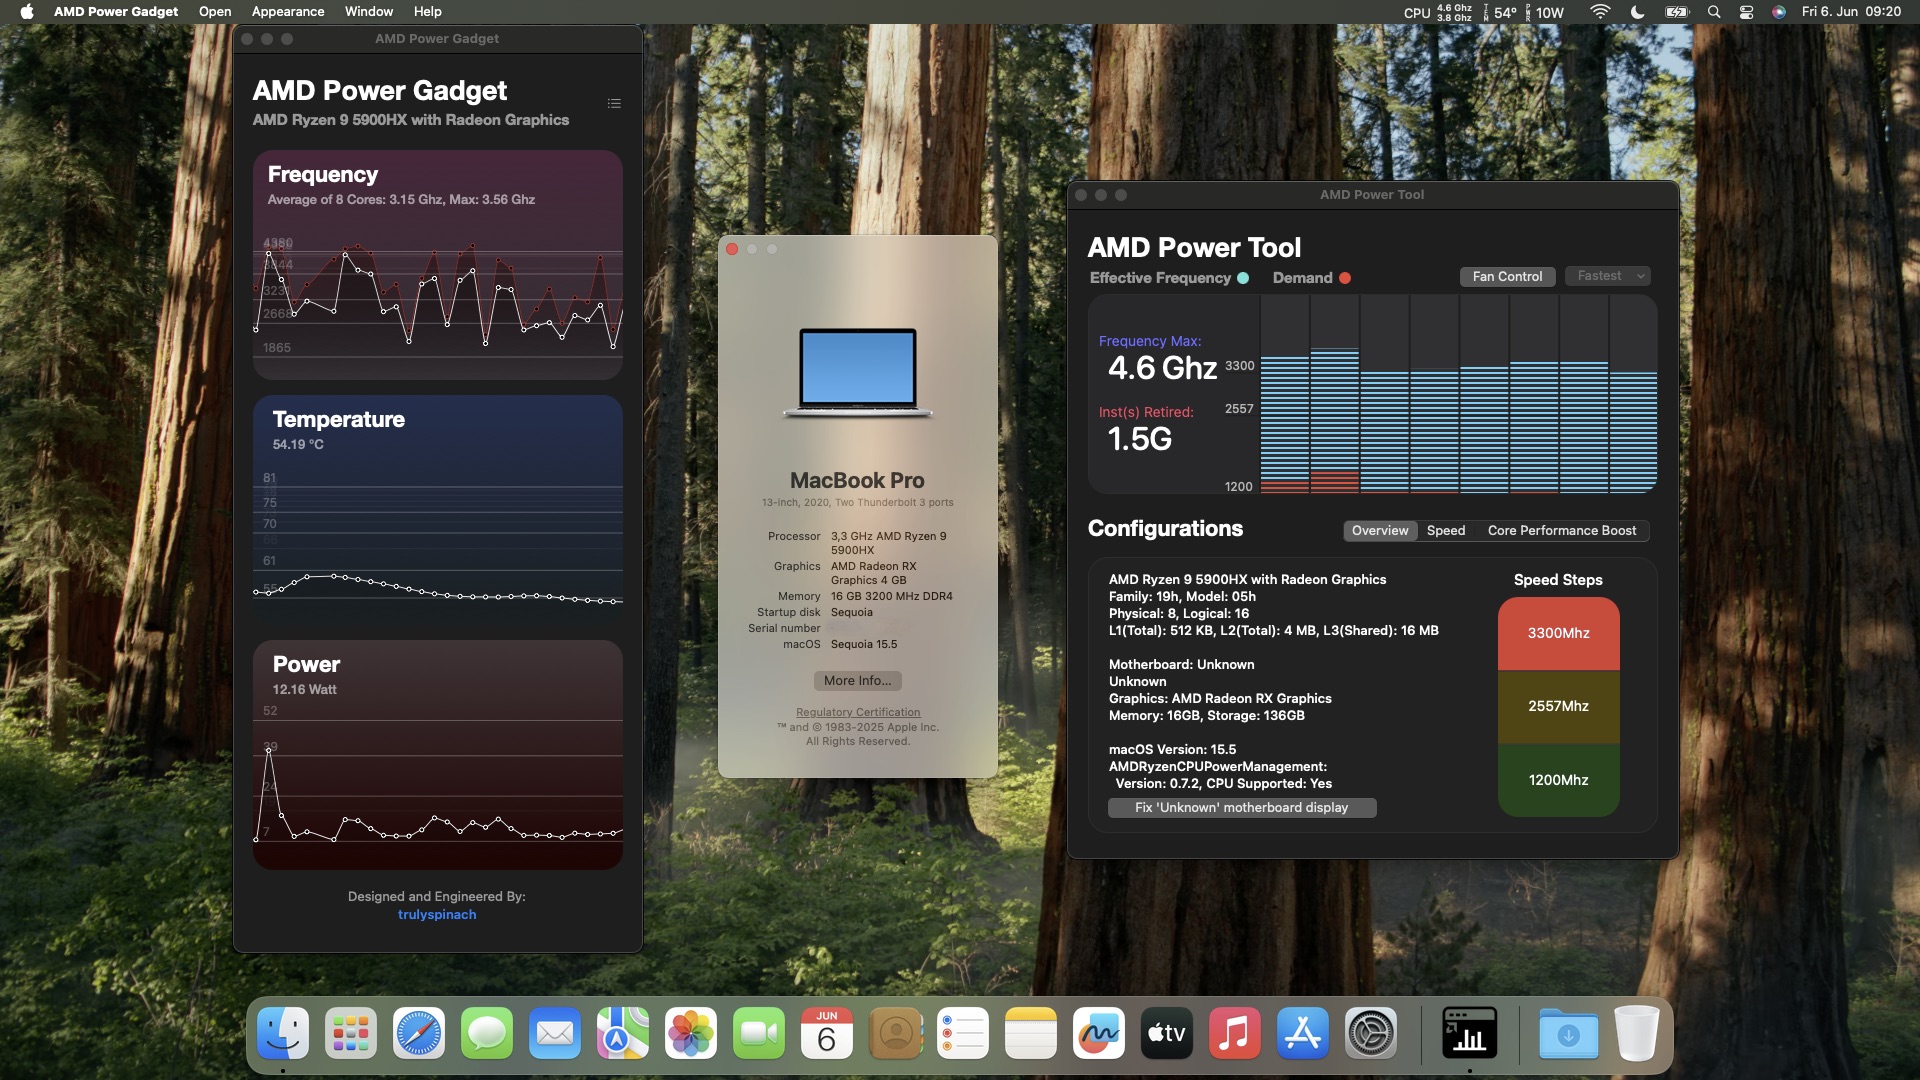 AMD Power Gadget Open Appearance Window Help
CPU 4.6 Ghz 3.8 Ghz 54° 10W Fri 6. Jun 09:20
AMD Power Gadget
AMD Power Gadget
AMD Ryzen 9 5900HX with Radeon Graphics
Frequency
Average of 8 Cores: 3.15 Ghz, Max: 3.56 Ghz
3844
3231
2668
1865
Temperature
54.19 °C
81
75
70
61
55
Power
12.16 Watt
52
39
24
7
Designed and Engineered By:
trulyspinach
MacBook Pro
13-inch, 2020, Two Thunderbolt 3 ports
Processor 3,3 GHz AMD Ryzen 9
5900HX
Graphics AMD Radeon RX
Graphics 4 GB
Memory 16 GB 3200 MHz DDR4
Startup disk Sequoia
Serial number
macOS Sequoia 15.5
More Info...
Regulatory Certification
™ and © 1983-2025 Apple Inc.
All Rights Reserved.
AMD Power Tool
AMD Power Tool
Effective Frequency Demand Fan Control Fastest
Frequency Max:
4.6 Ghz
Inst(s) Retired:
1.5G
3300
2557
1200
Configurations Overview Speed Core Performance Boost
AMD Ryzen 9 5900HX with Radeon Graphics
Family: 19h, Model: 05h
Physical: 8, Logical: 16
L1(Total): 512 KB, L2(Total): 4 MB, L3(Shared): 16 MB
Motherboard: Unknown
Unknown
Graphics: AMD Radeon RX Graphics
Memory: 16GB, Storage: 136GB
macOS Version: 15.5
AMDRyzenCPUPowerManagement:
Version: 0.7.2, CPU Supported: Yes
Fix 'Unknown' motherboard display
Speed Steps
3300Mhz
2557Mhz
1200Mhz
JUN
6
tv